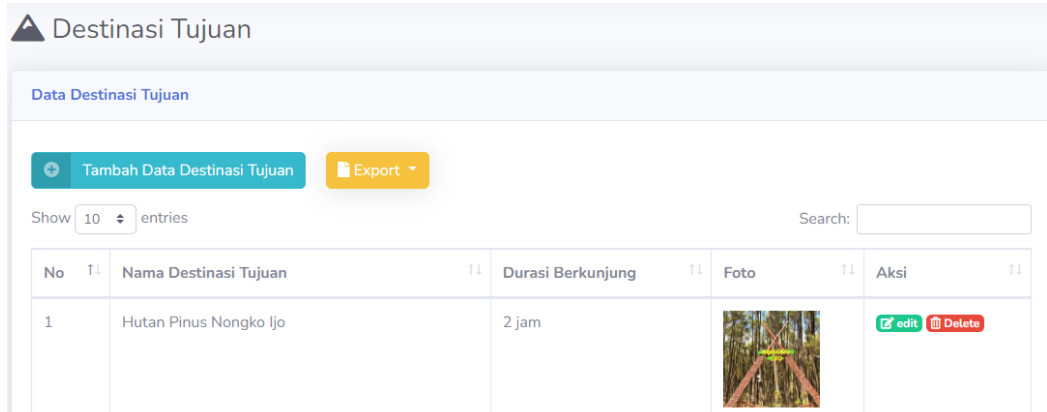 Destinasi Tujuan
Data Destinasi Tujuan
Tambah Data Destinasi Tujuan Export
Show 10 entries Search:
No Nama Destinasi Tujuan Durasi Berkunjung Foto Aksi
1 Hutan Pinus Nongko Ijo 2 jam edit Delete